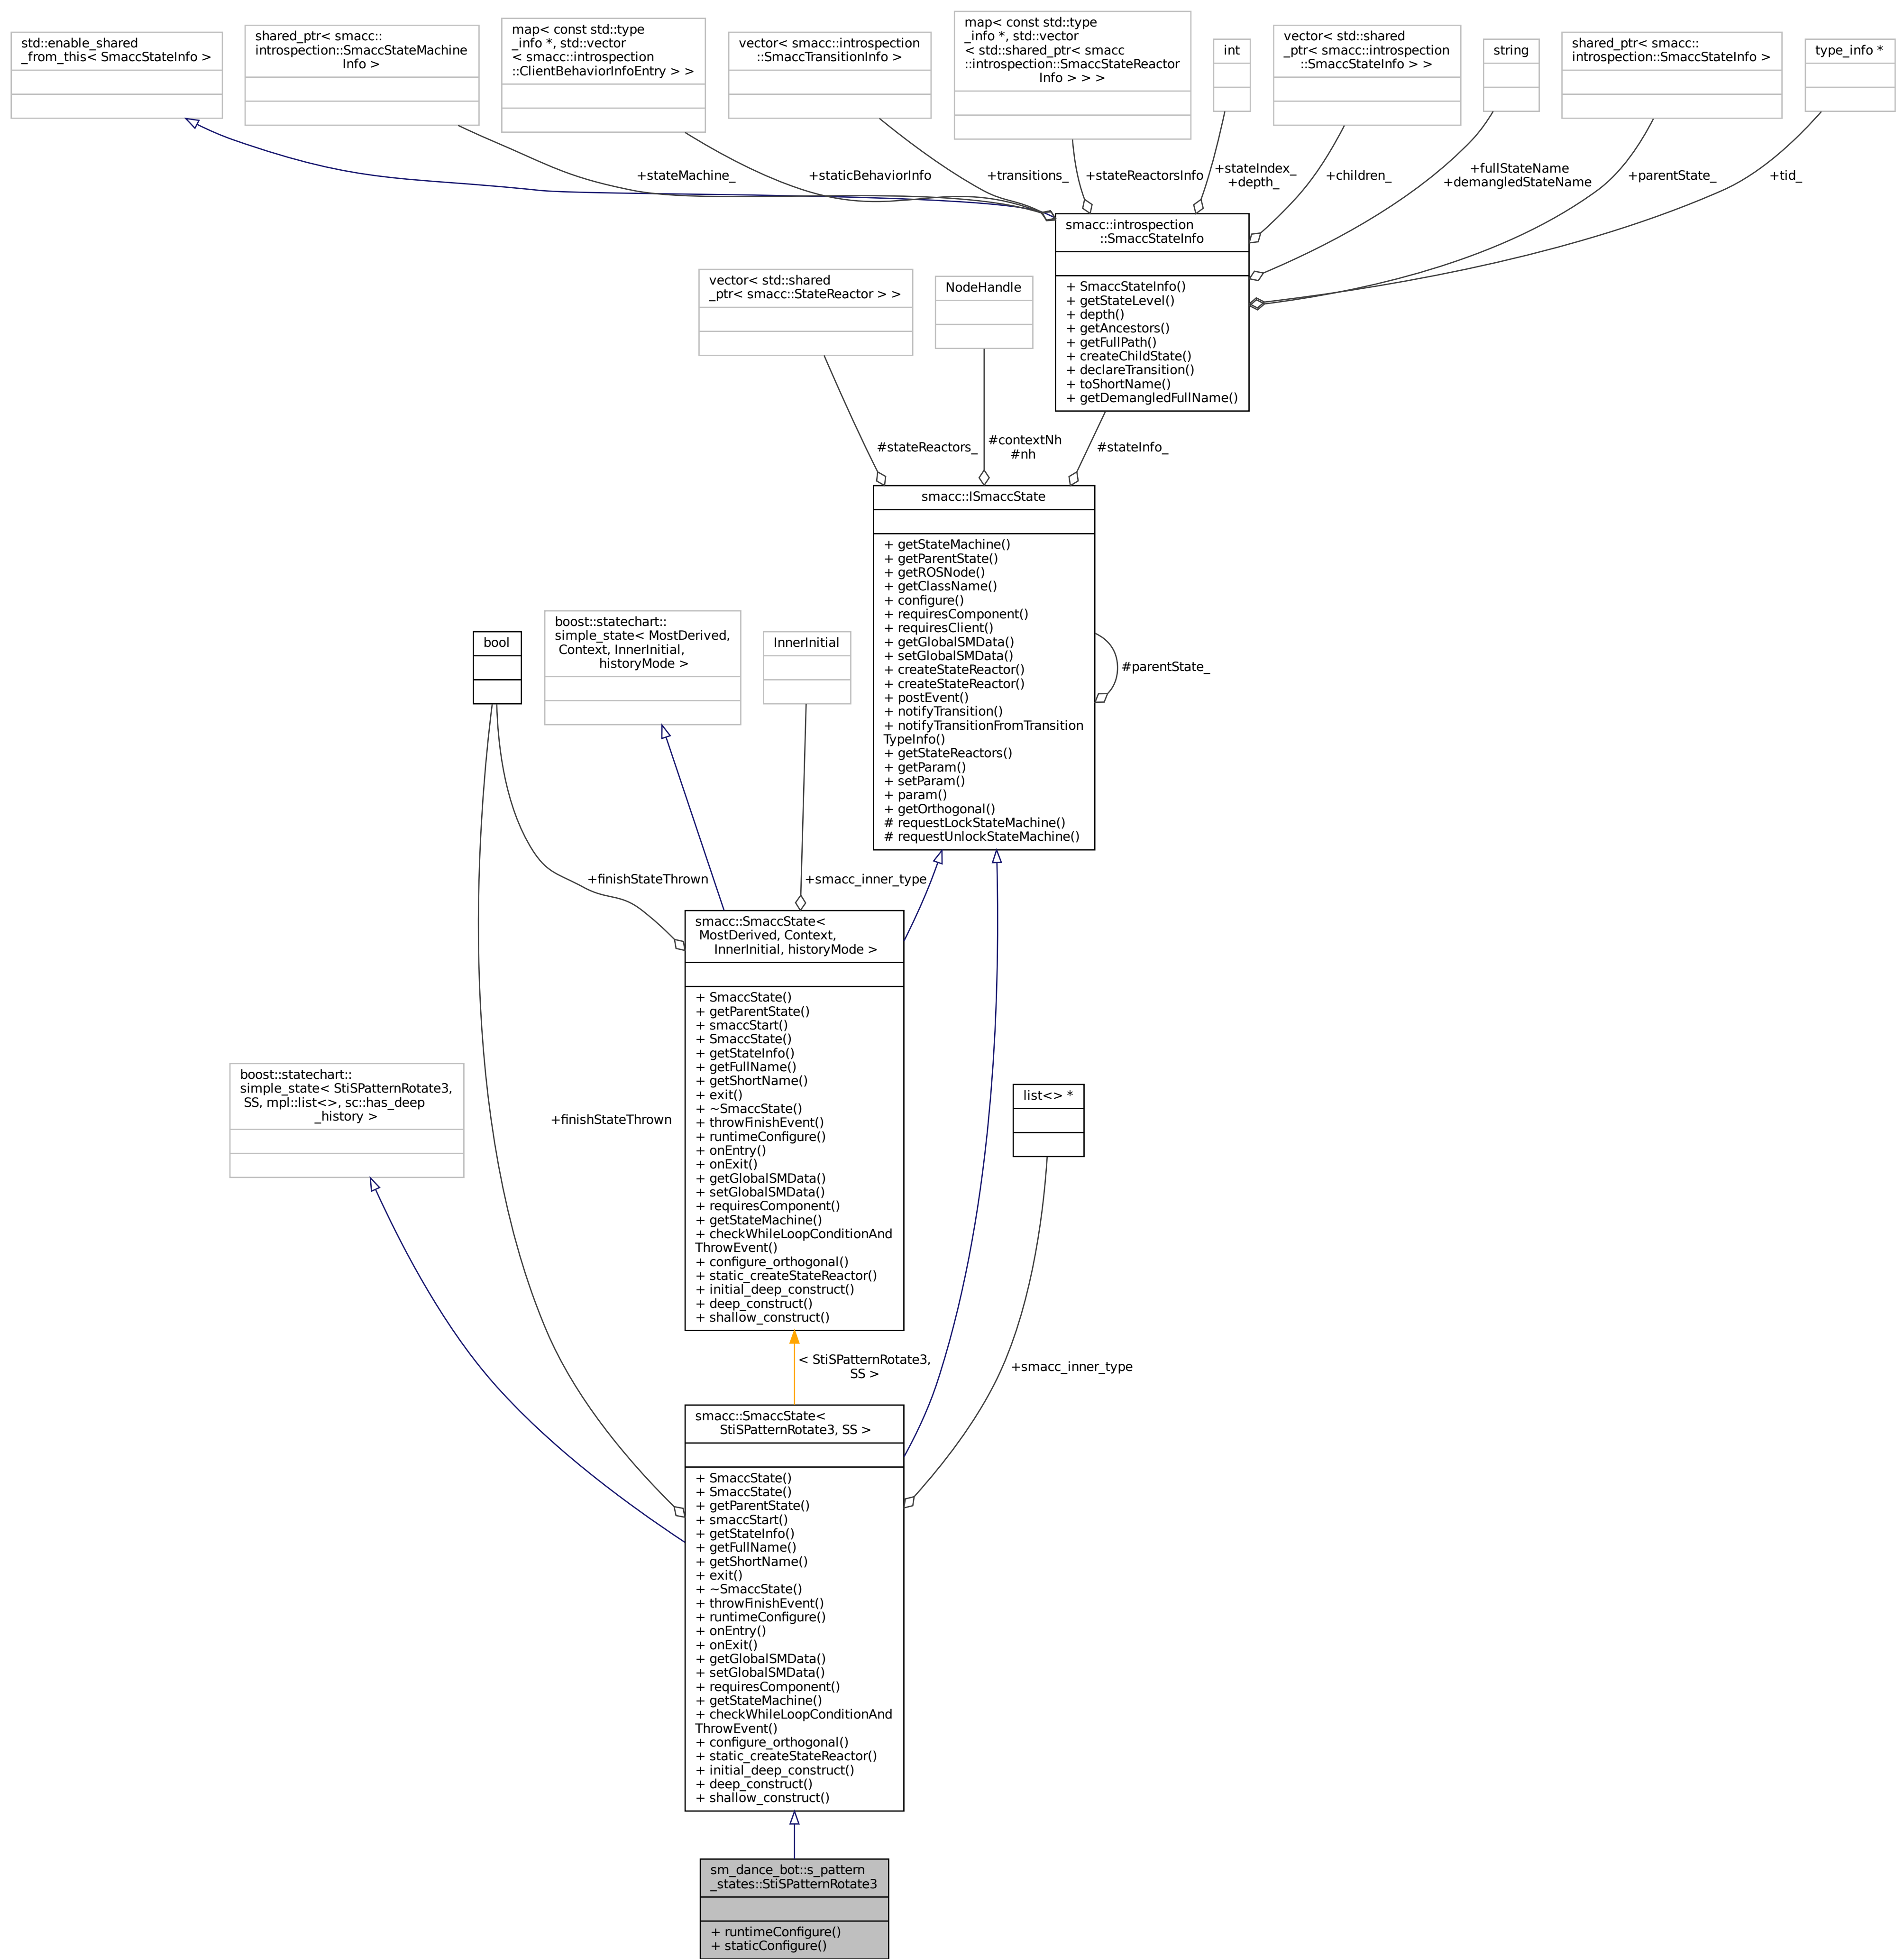 std::enable_shared
_from_this< SmaccStateInfo >
shared_ptr< smacc::
introspection::SmaccStateMachine
Info >
map< const std::type
_info *, std::vector
< smacc::introspection
::ClientBehaviorInfoEntry > >
vector< smacc::introspection
::SmaccTransitionInfo >
map< const std::type
_info *, std::vector
< std::shared_ptr< smacc
::introspection::SmaccStateReactor
Info > > >
int
vector< std::shared
_ptr< smacc::introspection
::SmaccStateInfo > >
string
shared_ptr< smacc::
introspection::SmaccStateInfo >
type_info *
+stateMachine_
+staticBehaviorInfo
+transitions_
+stateReactorsInfo
+stateIndex_
+depth_
+children_
+fullStateName
+demangledStateName
+parentState_
+tid_
smacc::introspection
::SmaccStateInfo
+ SmaccStateInfo()
+ getStateLevel()
+ depth()
+ getAncestors()
+ getFullPath()
+ createChildState()
+ declareTransition()
+ toShortName()
+ getDemangledFullName()
vector< std::shared
_ptr< smacc::StateReactor > >
NodeHandle
#stateReactors_
#contextNh
#nh
#stateInfo_
smacc::ISmaccState
+ getStateMachine()
+ getParentState()
+ getROSNode()
+ getClassName()
+ configure()
+ requiresComponent()
+ requiresClient()
+ getGlobalSMData()
+ setGlobalSMData()
+ createStateReactor()
+ createStateReactor()
+ postEvent()
+ notifyTransition()
+ notifyTransitionFromTransition
TypeInfo()
+ getStateReactors()
+ getParam()
+ setParam()
+ param()
+ getOrthogonal()
# requestLockStateMachine()
# requestUnlockStateMachine()
#parentState_
bool
boost::statechart::
simple_state< MostDerived,
Context, InnerInitial,
historyMode >
InnerInitial
+finishStateThrown
+smacc_inner_type
smacc::SmaccState<
MostDerived, Context,
InnerInitial, historyMode >
+ SmaccState()
+ getParentState()
+ smaccStart()
+ SmaccState()
+ getStateInfo()
+ getFullName()
+ getShortName()
+ exit()
+ ~SmaccState()
+ throwFinishEvent()
+ runtimeConfigure()
+ onEntry()
+ onExit()
+ getGlobalSMData()
+ setGlobalSMData()
+ requiresComponent()
+ getStateMachine()
+ checkWhileLoopConditionAnd
ThrowEvent()
+ configure_orthogonal()
+ static_createStateReactor()
+ initial_deep_construct()
+ deep_construct()
+ shallow_construct()
boost::statechart::
simple_state< StiSPatternRotate3,
SS, mpl::list<>, sc::has_deep
_history >
+finishStateThrown
list<> *
< StiSPatternRotate3,
SS >
+smacc_inner_type
smacc::SmaccState<
StiSPatternRotate3, SS >
+ SmaccState()
+ SmaccState()
+ getParentState()
+ smaccStart()
+ getStateInfo()
+ getFullName()
+ getShortName()
+ exit()
+ ~SmaccState()
+ throwFinishEvent()
+ runtimeConfigure()
+ onEntry()
+ onExit()
+ getGlobalSMData()
+ setGlobalSMData()
+ requiresComponent()
+ getStateMachine()
+ checkWhileLoopConditionAnd
ThrowEvent()
+ configure_orthogonal()
+ static_createStateReactor()
+ initial_deep_construct()
+ deep_construct()
+ shallow_construct()
sm_dance_bot::s_pattern
_states::StiSPatternRotate3
+ runtimeConfigure()
+ staticConfigure()